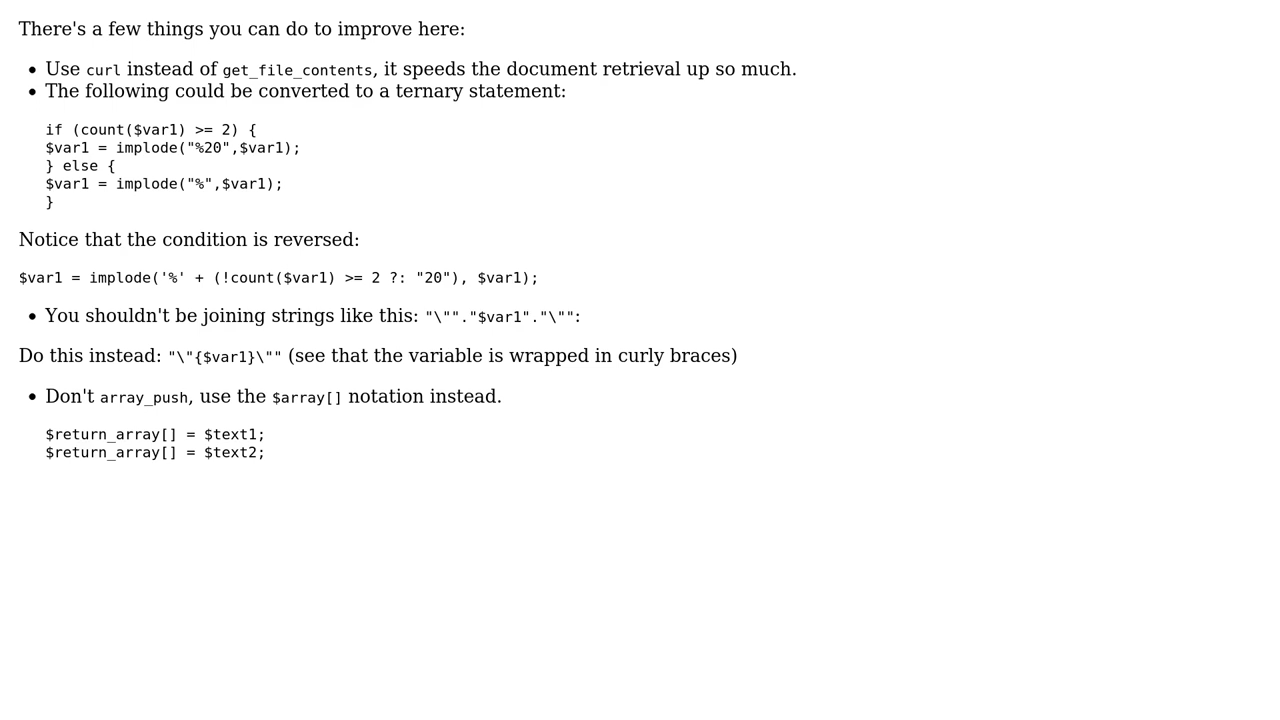 There's a few things you can do to improve here:
• Use curl instead of get_file_contents, it speeds the document retrieval up so much.
• The following could be converted to a ternary statement:
if (count($var1) >= 2) {
$var1 = implode("%20",$var1);
} else {
$var1 = implode("%",$var1);
}
Notice that the condition is reversed:
$var1 = implode('%' + (!count($var1) >= 2 ?: "20"), $var1);
• You shouldn't be joining strings like this: "\""."$var1"."\"":
Do this instead: "\"{$var1}\"" (see that the variable is wrapped in curly braces)
• Don't array_push, use the $array[] notation instead.
$return_array[] = $text1;
$return_array[] = $text2;